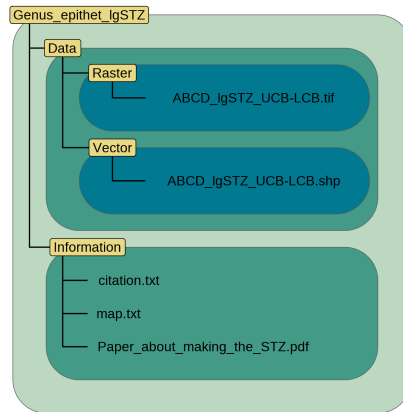 Genus_epithet_lgSTZ
Data
Raster
ABCD_lgSTZ_UCB-LCB.tif
Vector
ABCD_lgSTZ_UCB-LCB.shp
Information
citation.txt
map.txt
Paper_about_making_the_STZ.pdf